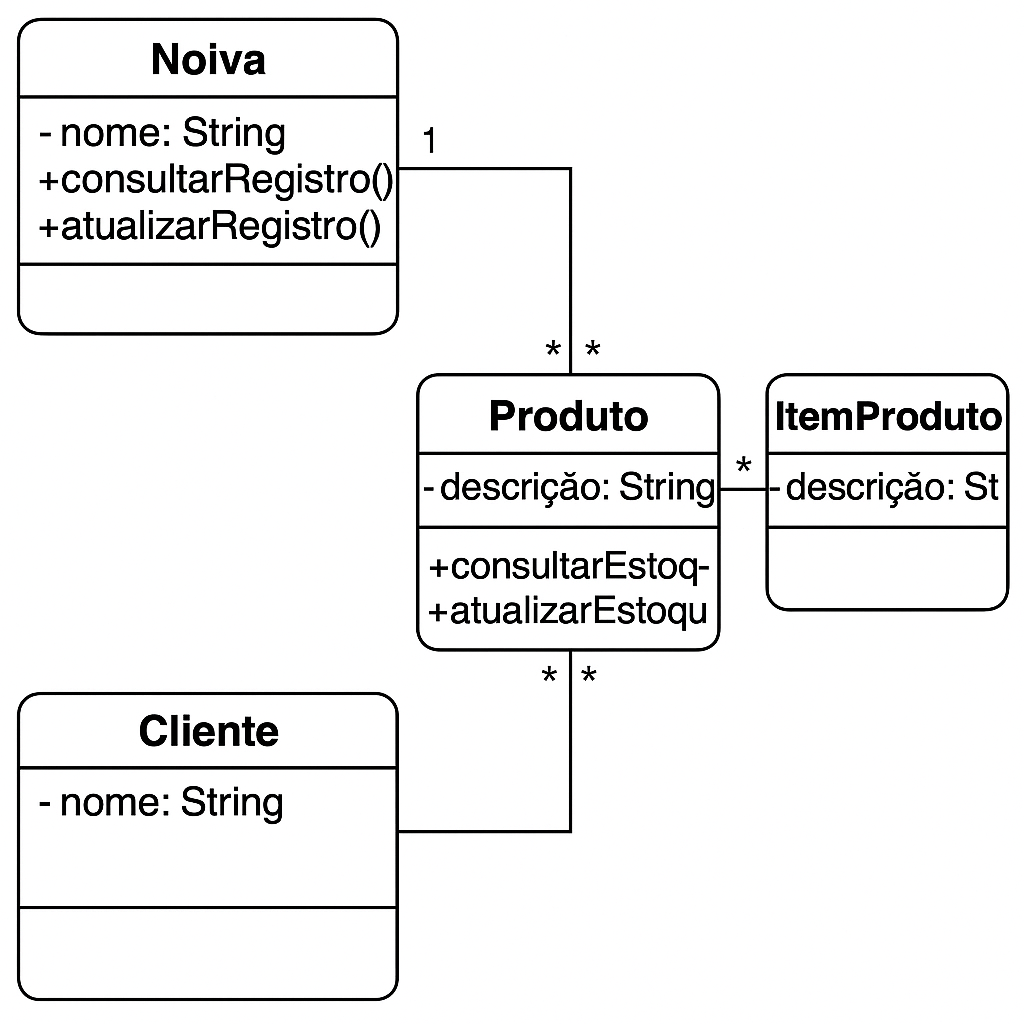 Noiva
- nome: String
+consultarRegistro()
+atualizarRegistro()
1
* *
Produto
- descrição: String
+consultarEstoq-
+atualizarEstoqu
*
ItemProduto
- descrição: St
* *
Cliente
- nome: String